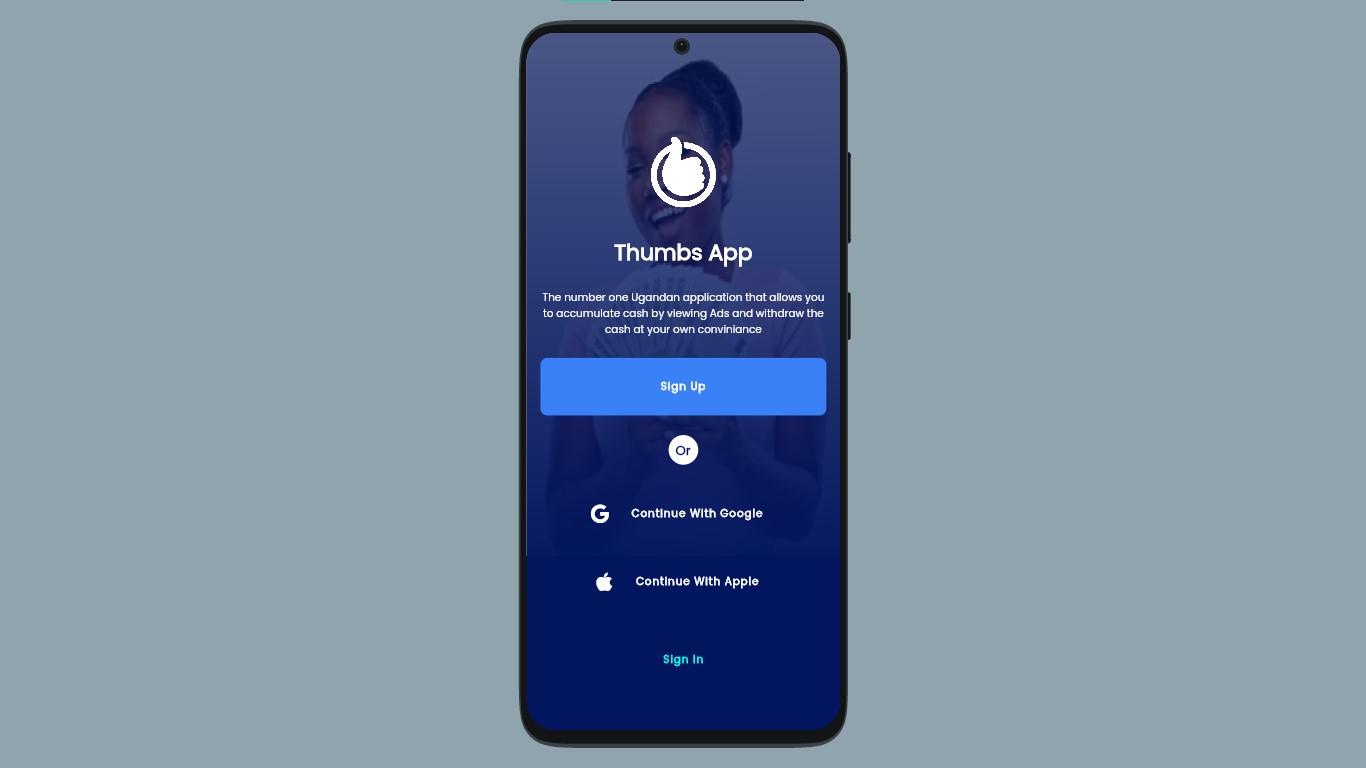 Thumbs App
The number one Ugandan application that allows you
to accumulate cash by viewing Ads and withdraw the
cash at your own conviniance
Sign Up
Or
Continue With Google
Continue With Apple
Sign In